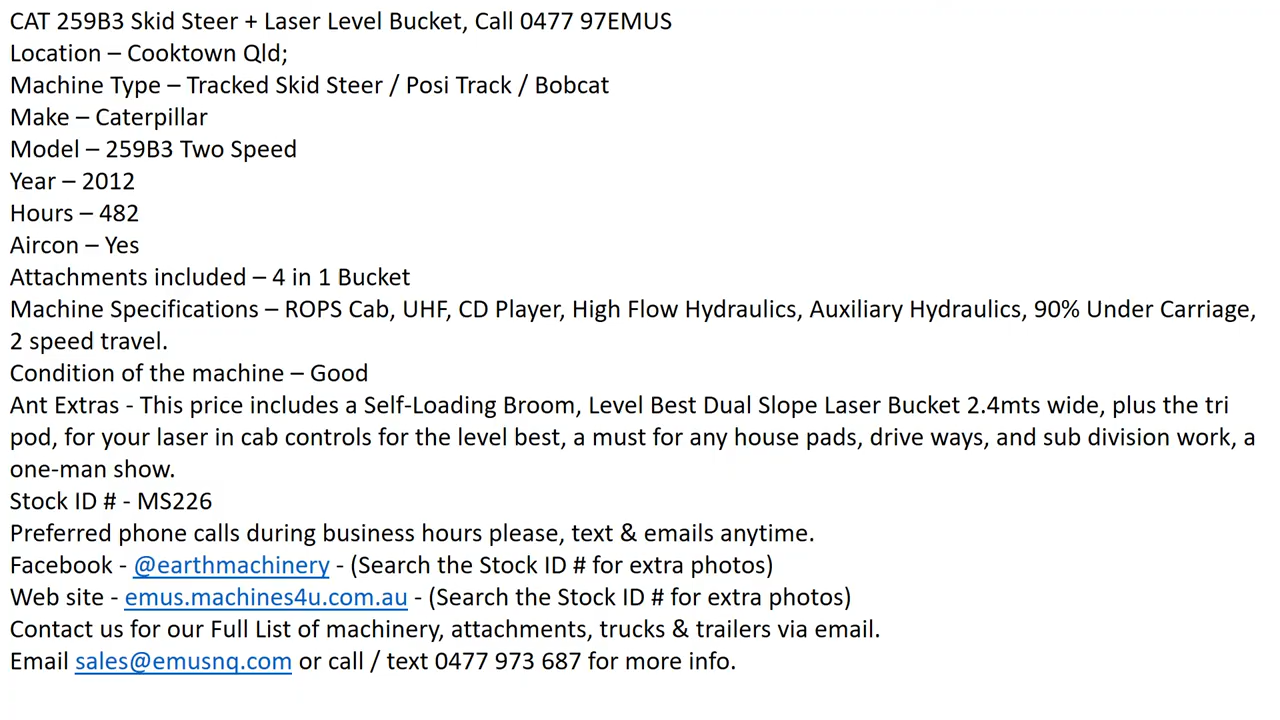 CAT 259B3 Skid Steer + Laser Level Bucket, Call 0477 97EMUS
Location – Cooktown Qld;
Machine Type – Tracked Skid Steer / Posi Track / Bobcat
Make – Caterpillar
Model – 259B3 Two Speed
Year – 2012
Hours – 482
Aircon – Yes
Attachments included – 4 in 1 Bucket
Machine Specifications – ROPS Cab, UHF, CD Player, High Flow Hydraulics, Auxiliary Hydraulics, 90% Under Carriage,
2 speed travel.
Condition of the machine – Good
Ant Extras - This price includes a Self-Loading Broom, Level Best Dual Slope Laser Bucket 2.4mts wide, plus the tri
pod, for your laser in cab controls for the level best, a must for any house pads, drive ways, and sub division work, a
one-man show.
Stock ID # - MS226
Preferred phone calls during business hours please, text & emails anytime.
Facebook - @earthmachinery - (Search the Stock ID # for extra photos)
Web site - emus.machines4u.com.au - (Search the Stock ID # for extra photos)
Contact us for our Full List of machinery, attachments, trucks & trailers via email.
Email sales@emusnq.com or call / text 0477 973 687 for more info.